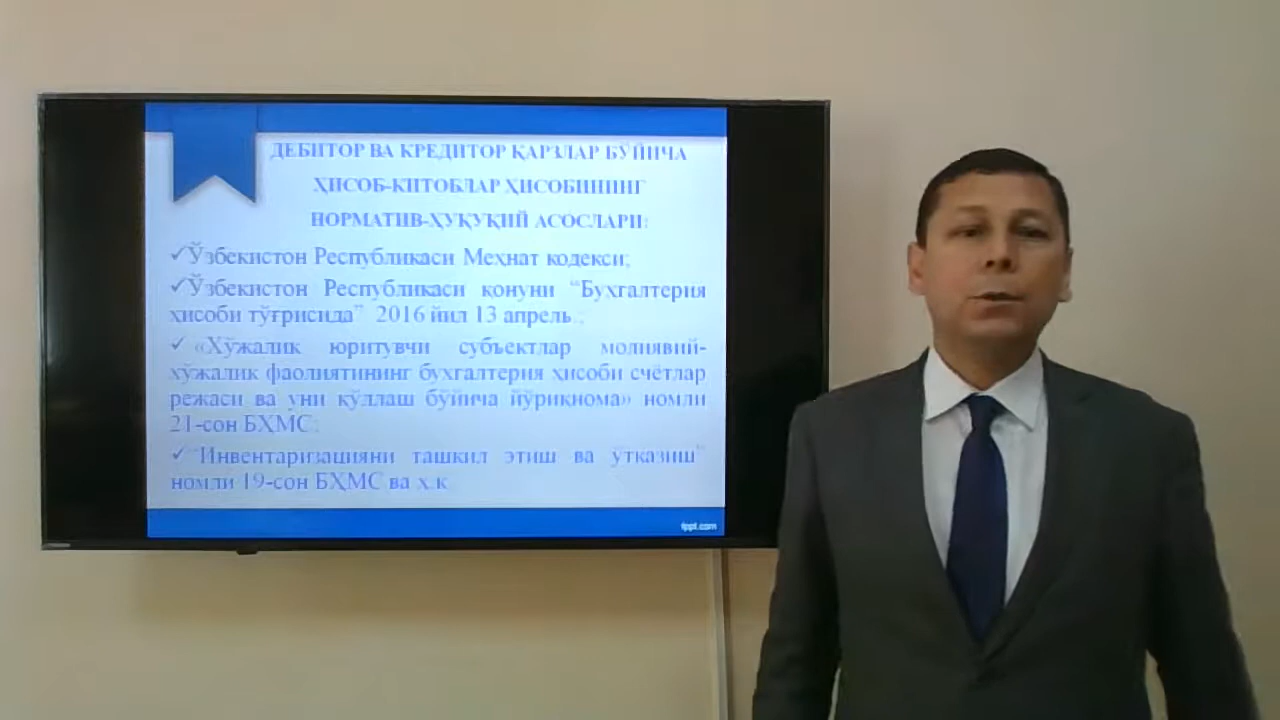 ДЕБИТОР ВА КРЕДИТОР ҚАРЗЛАР БЎЙИЧА
ҲИСОБ-КИТОБЛАР ҲИСОБИНИНГ
НОРМАТИВ-ҲУҚУҚИЙ АСОСЛАРИ:
✓Ўзбекистон Республикаси Меҳнат кодекси;
✓Ўзбекистон Республикаси қонуни “Бухгалтерия
ҳисоби тўғрисида” 2016 йил 13 апрель.;
✓ «Хўжалик юритувчи субъектлар молиявий-
хўжалик фаолиятининг бухгалтерия ҳисоби счётлар
режаси ва уни қўллаш бўйича йўриқнома» номли
21-сон БҲМС;
✓ “Инвентаризацияни ташкил этиш ва ўтказиш”
номли 19-сон БҲМС ва ҳ.к
fppt.com